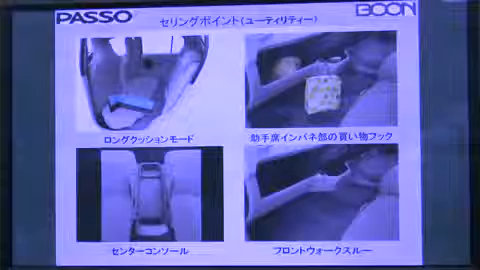 PASSO
BOON
セリングポイント(ユーティリティー)
ロングクッションモード
助手席インパネ部の買い物フック
センターコンソール
フロントウォークスルー